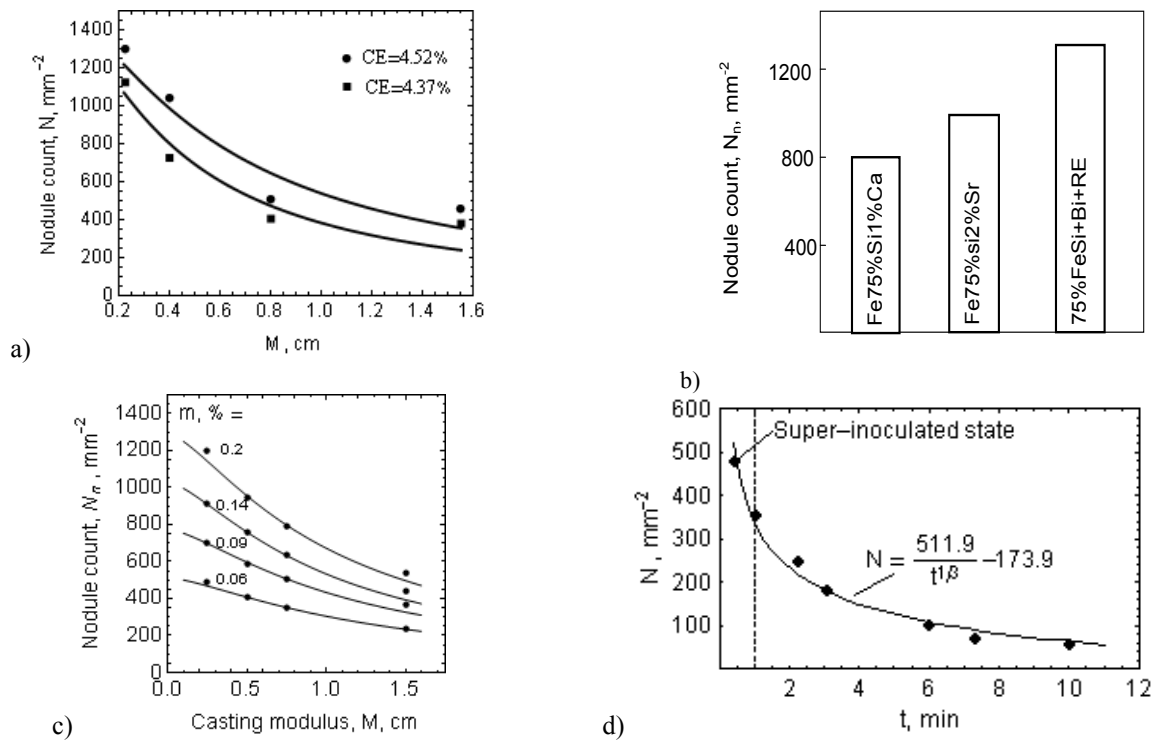 1400
1200
1000
800
600
400
200
0
Nodule count, N, mm⁻²
CE=4.52%
CE=4.37%
0.2 0.4 0.6 0.8 1.0 1.2 1.4 1.6
M, cm
a)
1200
800
400
Nodule count, Nₙ, mm⁻²
Fe75%Si1%Ca
Fe75%si2%Sr
75%FeSi+Bi+RE
b)
1400
1200
1000
800
600
400
200
0
Nodule count, Nₙ, mm⁻²
m, % =
0.2
0.14
0.09
0.06
0.0 0.5 1.0 1.5
Casting modulus, M, cm
c)
600
500
400
300
200
100
N, mm⁻²
Super–inoculated state
N = 511.9/t^1/3 –173.9
2 4 6 8 10 12
t, min
d)